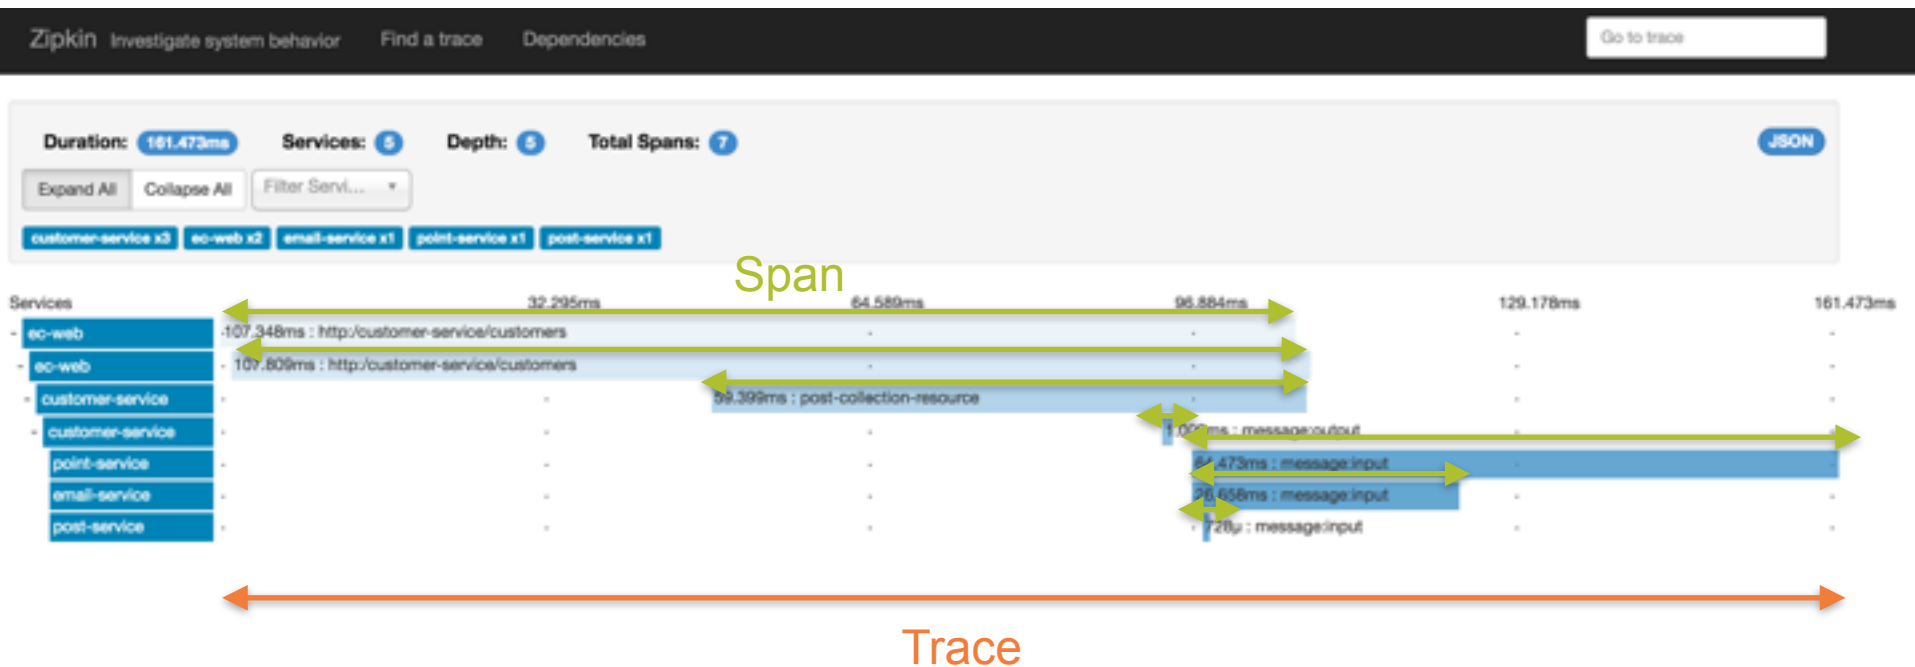 Zipkin Investigate system behavior Find a trace Dependencies Go to trace
Duration: 161.473ms Services: 5 Depth: 5 Total Spans: 7 JSON
Expand All Collapse All Filter Servi...
customer-service x3 ec-web x2 email-service x1 point-service x1 post-service x1
Span
Services 32.295ms 64.589ms 96.884ms 129.178ms 161.473ms
- ec-web 107.348ms : http:/customer-service/customers
- ec-web 107.809ms : http:/customer-service/customers
- customer-service 59.399ms : post-collection-resource
- customer-service : message:output
point-service 64.473ms : message:input
email-service 26.658ms : message:input
post-service 728μ : message:input
Trace